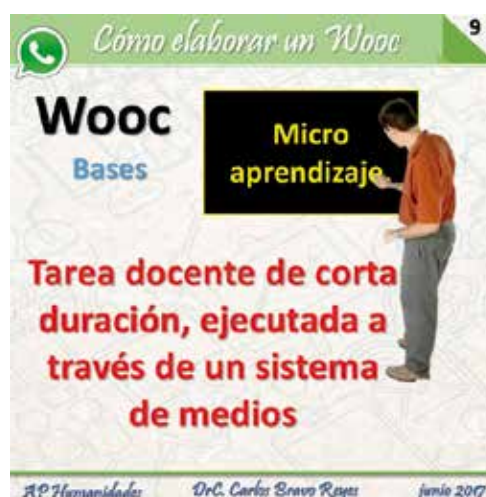 Cómo elaborar un Wooc
9
Wooc
Bases
Micro
aprendizaje
Tarea docente de corta
duración, ejecutada a
través de un sistema
de medios
AP Humanidades DrC. Carlos Bravo Reyes junio 2017